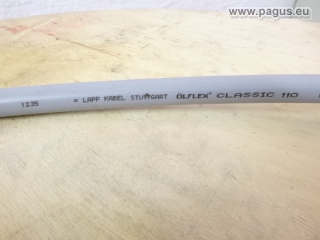 www.pagus.eu
1235 = LAPP KABEL STUTTGART ÖLFLEX® CLASSIC 110